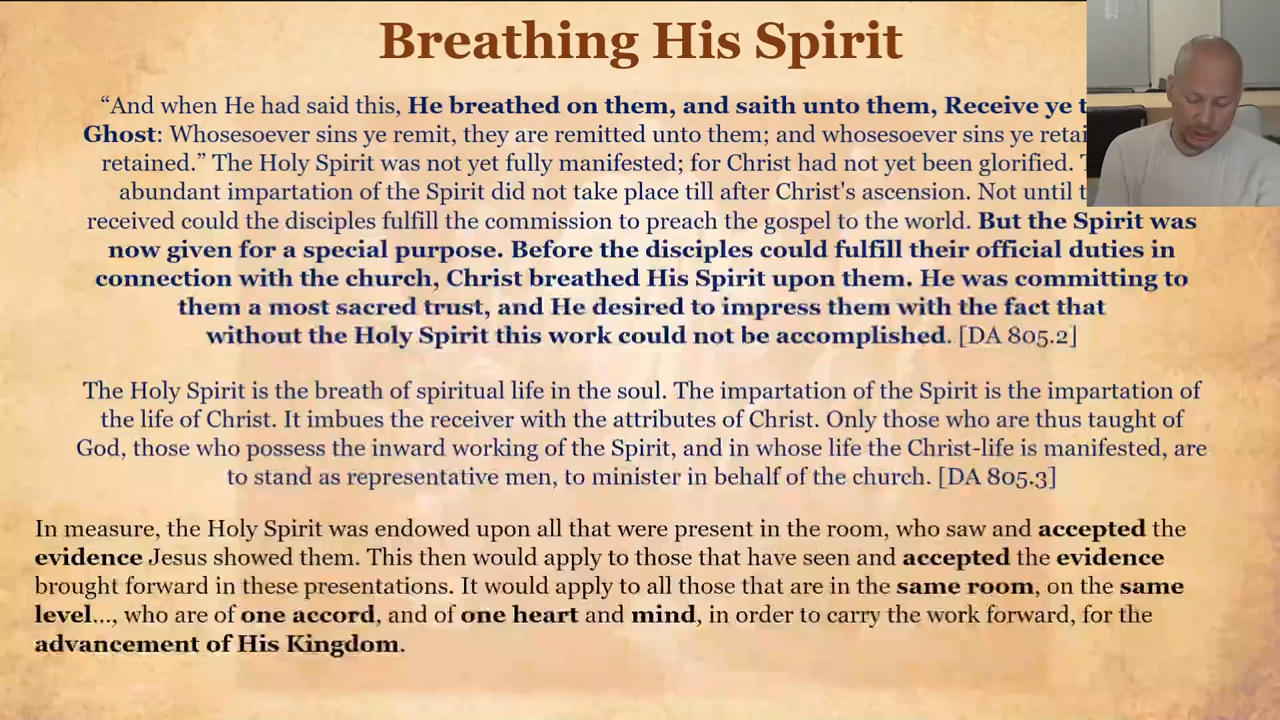 Breathing His Spirit
“And when He had said this, He breathed on them, and saith unto them, Receive ye
Ghost: Whosesoever sins ye remit, they are remitted unto them; and whosesoever sins ye
retained.” The Holy Spirit was not yet fully manifested; for Christ had not yet been glorified.
abundant impartation of the Spirit did not take place till after Christ's ascension. Not until
received could the disciples fulfill the commission to preach the gospel to the world. But the Spirit was
now given for a special purpose. Before the disciples could fulfill their official duties in
connection with the church, Christ breathed His Spirit upon them. He was committing to
them a most sacred trust, and He desired to impress them with the fact that
without the Holy Spirit this work could not be accomplished. [DA 805.2]
The Holy Spirit is the breath of spiritual life in the soul. The impartation of the Spirit is the impartation of
the life of Christ. It imbues the receiver with the attributes of Christ. Only those who are thus taught of
God, those who possess the inward working of the Spirit, and in whose life the Christ-life is manifested, are
to stand as representative men, to minister in behalf of the church. [DA 805.3]
In measure, the Holy Spirit was endowed upon all that were present in the room, who saw and accepted the
evidence Jesus showed them. This then would apply to those that have seen and accepted the evidence
brought forward in these presentations. It would apply to all those that are in the same room, on the same
level..., who are of one accord, and of one heart and mind, in order to carry the work forward, for the
advancement of His Kingdom.